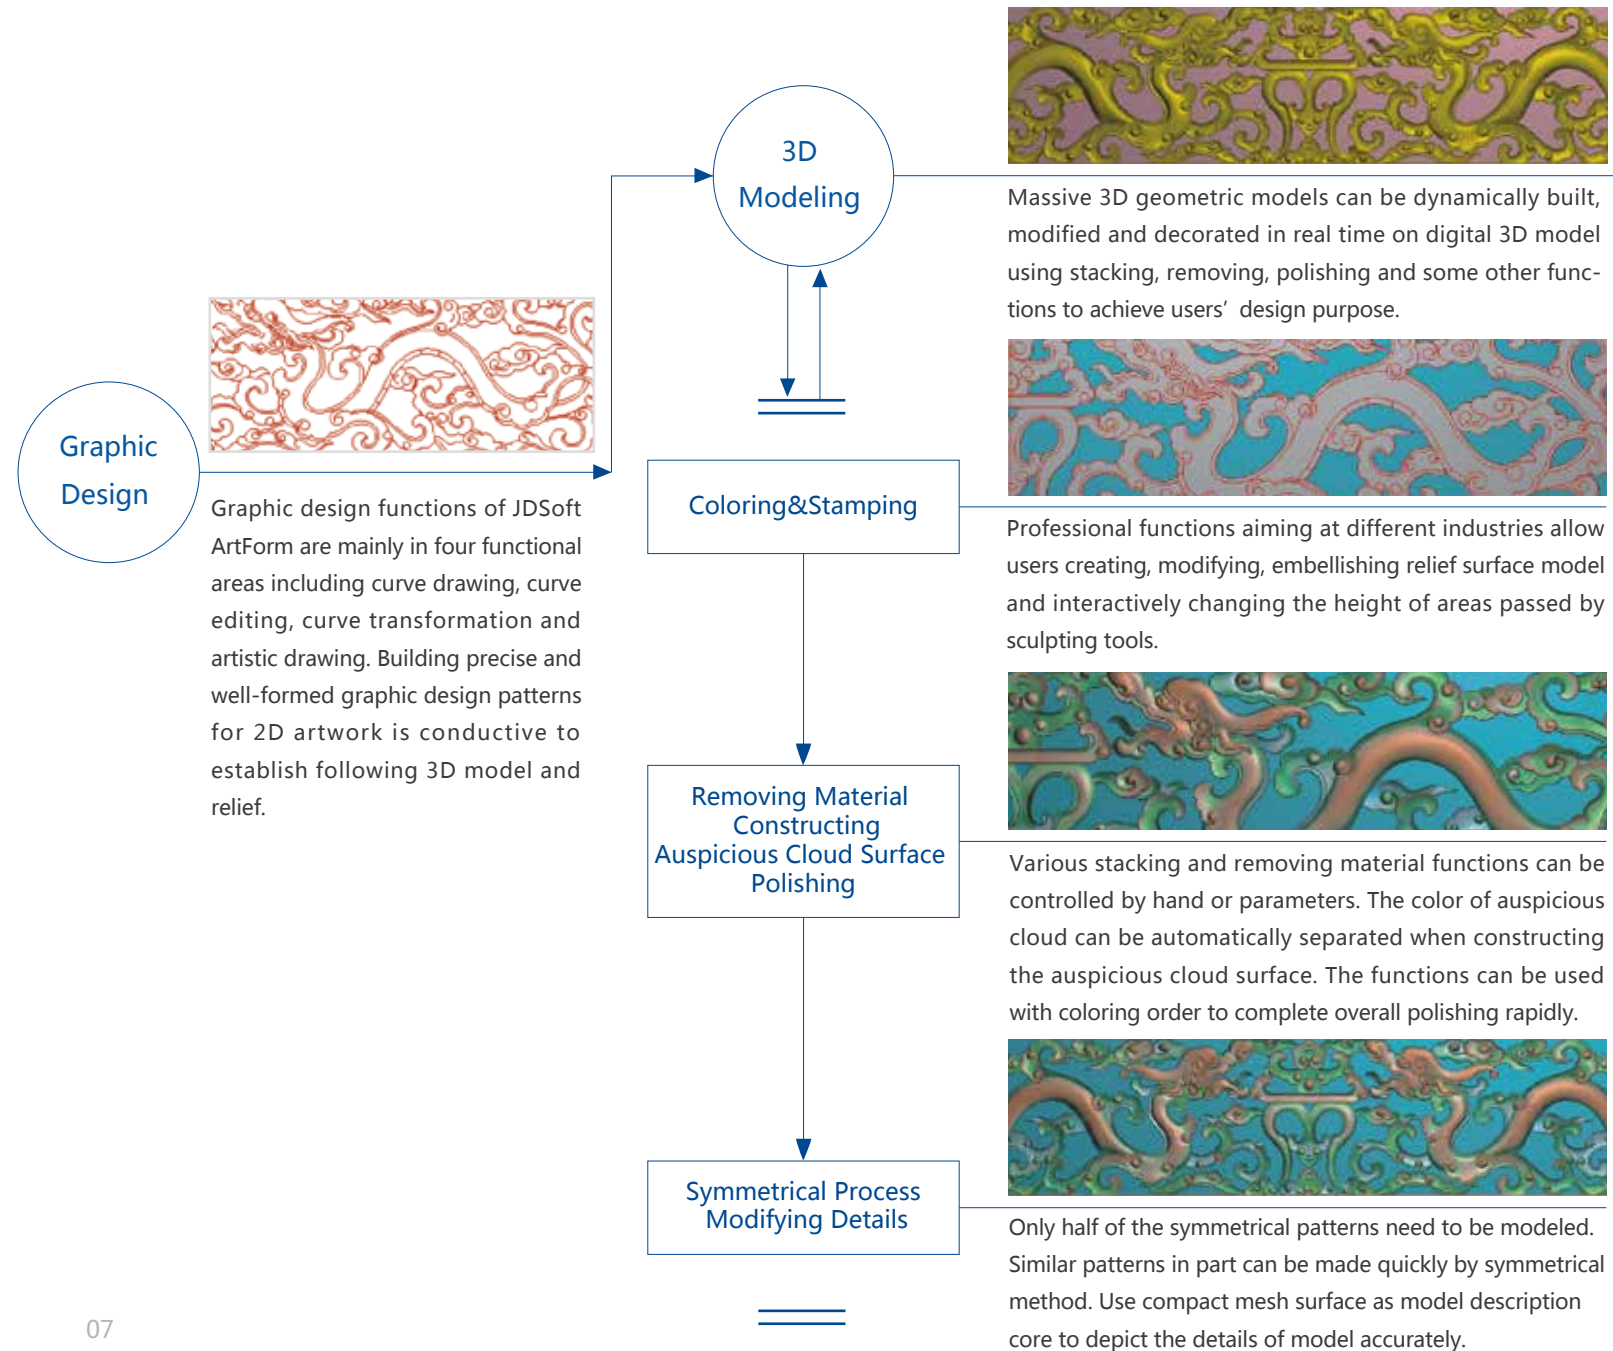 Graphic
Design
Graphic design functions of JDSoft
ArtForm are mainly in four functional
areas including curve drawing, curve
editing, curve transformation and
artistic drawing. Building precise and
well-formed graphic design patterns
for 2D artwork is conductive to
establish following 3D model and
relief.
3D
Modeling
Massive 3D geometric models can be dynamically built,
modified and decorated in real time on digital 3D model
using stacking, removing, polishing and some other func-
tions to achieve users’ design purpose.
Coloring&Stamping
Professional functions aiming at different industries allow
users creating, modifying, embellishing relief surface model
and interactively changing the height of areas passed by
sculpting tools.
Removing Material
Constructing
Auspicious Cloud Surface
Polishing
Various stacking and removing material functions can be
controlled by hand or parameters. The color of auspicious
cloud can be automatically separated when constructing
the auspicious cloud surface. The functions can be used
with coloring order to complete overall polishing rapidly.
Symmetrical Process
Modifying Details
Only half of the symmetrical patterns need to be modeled.
Similar patterns in part can be made quickly by symmetrical
method. Use compact mesh surface as model description
core to depict the details of model accurately.
07